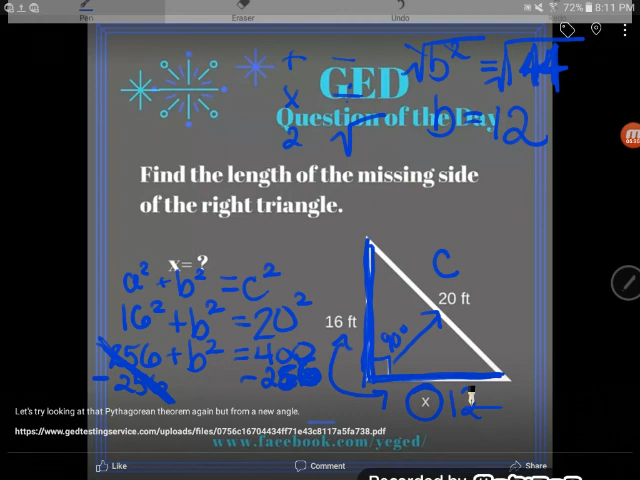 72% 8:11 PM
Pen Eraser Undo
+ −
x ÷
2 √
√b² = √44
b = 12
GED
Question of the Day
Find the length of the missing side
of the right triangle.
x= ?
a² + b² = c²
16² + b² = 20²
256 + b² = 400
- 256 - 256
C
20 ft
16 ft
90°
x 12
Let's try looking at that Pythagorean theorem again but from a new angle.
https://www.gedtestingservice.com/uploads/files/0756c16704434ff71e43c8117a5fa738.pdf
www.facebook.com/yeged/
Like Comment Share
Recorded by